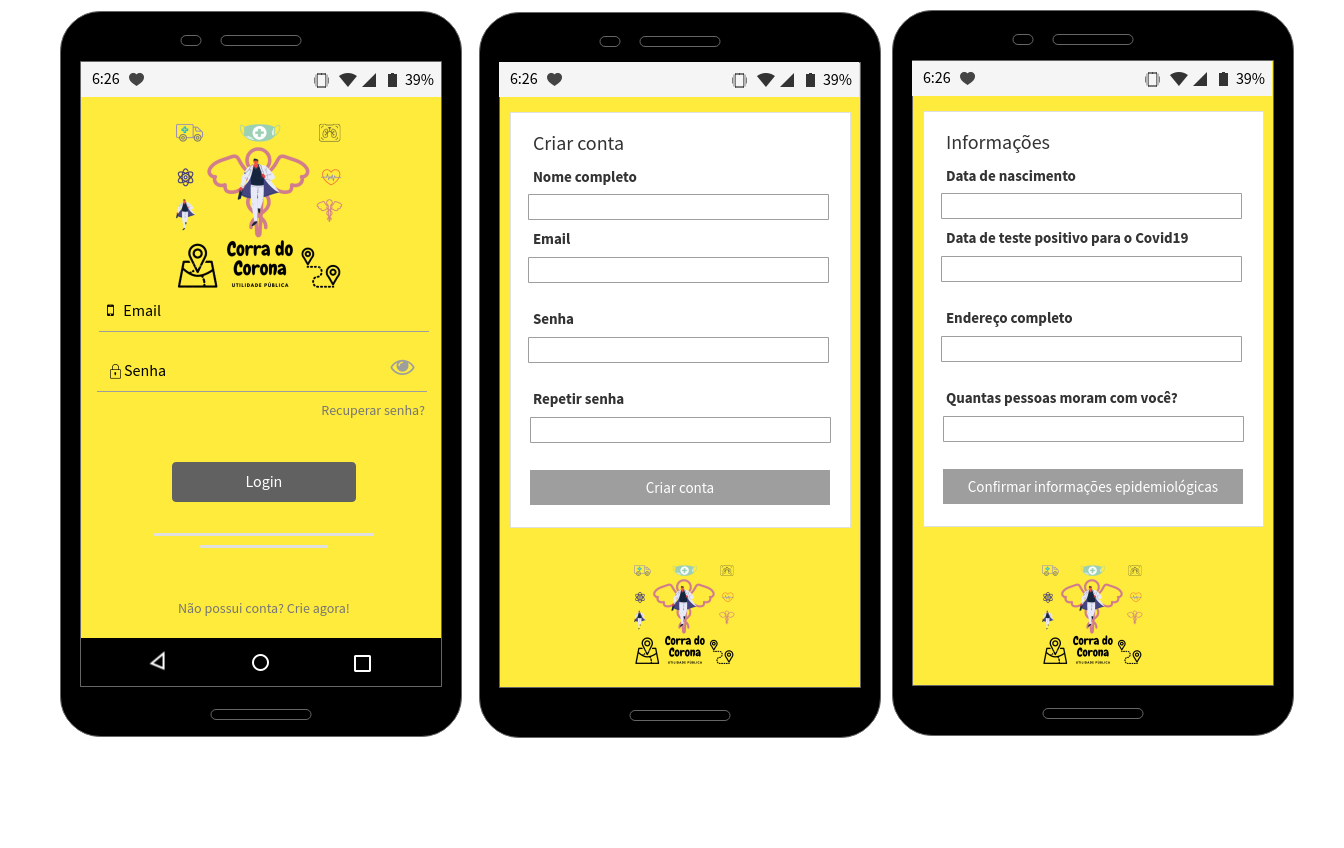 6:26
39%
Corra do
Corona
UTILIDADE PÚBLICA
Email
Senha
Recuperar senha?
Login
Não possui conta? Crie agora!
6:26
39%
Criar conta
Nome completo
Email
Senha
Repetir senha
Criar conta
Corra do
Corona
UTILIDADE PÚBLICA
6:26
39%
Informações
Data de nascimento
Data de teste positivo para o Covid19
Endereço completo
Quantas pessoas moram com você?
Confirmar informações epidemiológicas
Corra do
Corona
UTILIDADE PÚBLICA